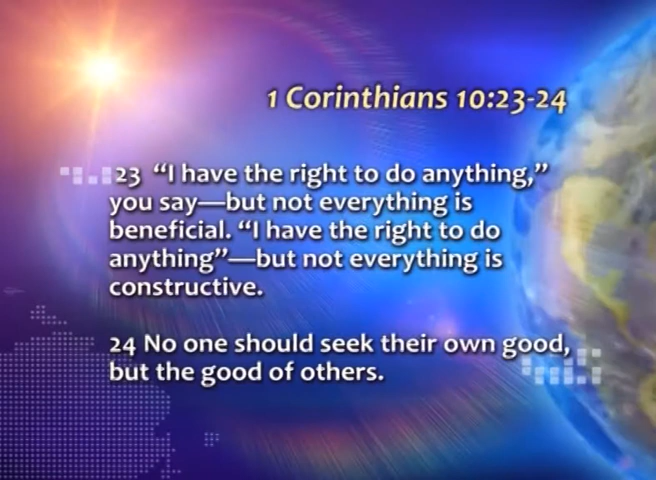 1 Corinthians 10:23-24
23 “I have the right to do anything,”
you say—but not everything is
beneficial. “I have the right to do
anything”—but not everything is
constructive.
24 No one should seek their own good,
but the good of others.